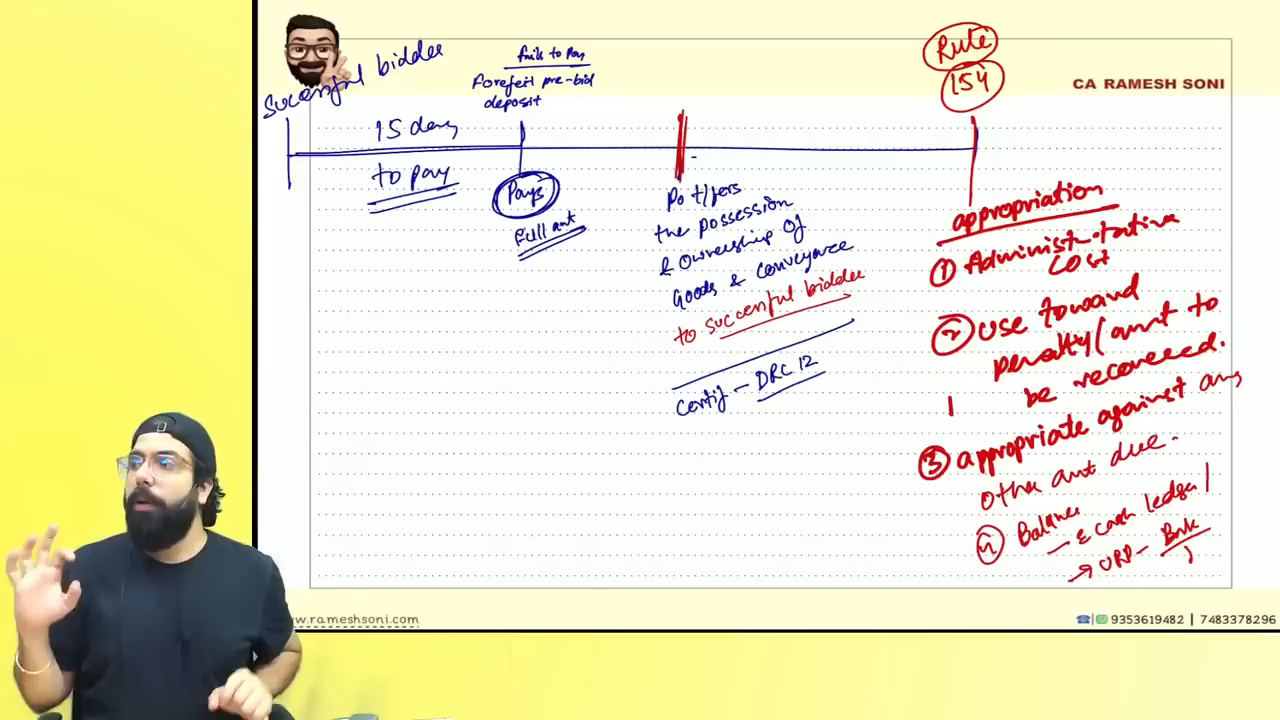 Successful bidder
fails to pay
Forefeit pre-bid
deposit
15 days
to pay
Pays
Full amt
Po t/fers
the possession
& ownership of
Goods & conveyance
to successful bidder
Certif - DRC 12
Rule
154
CA RAMESH SONI
appropriation
① Administrative
cost
② use toward
penalty/amt to
be recovered.
③ appropriate against any
other amt due.
④ Balance
→ E cash ledger /
→ URP - Bank
www.rameshsoni.com
9353619482 | 7483378296